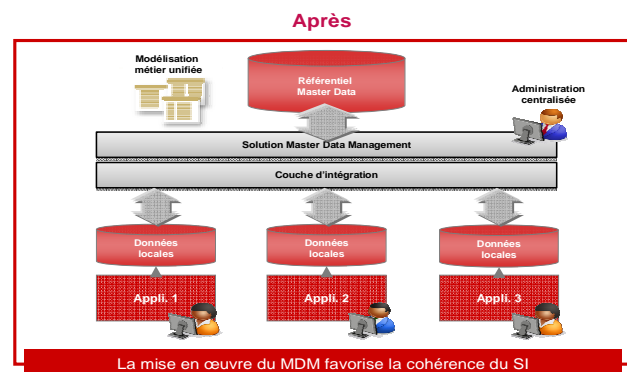 Après
Modélisation
métier unifiée
Référentiel
Master Data
Administration
centralisée
Solution Master Data Management
Couche d'intégration
Données
locales
Données
locales
Données
locales
Appli. 1
Appli. 2
Appli. 3
La mise en œuvre du MDM favorise la cohérence du SI